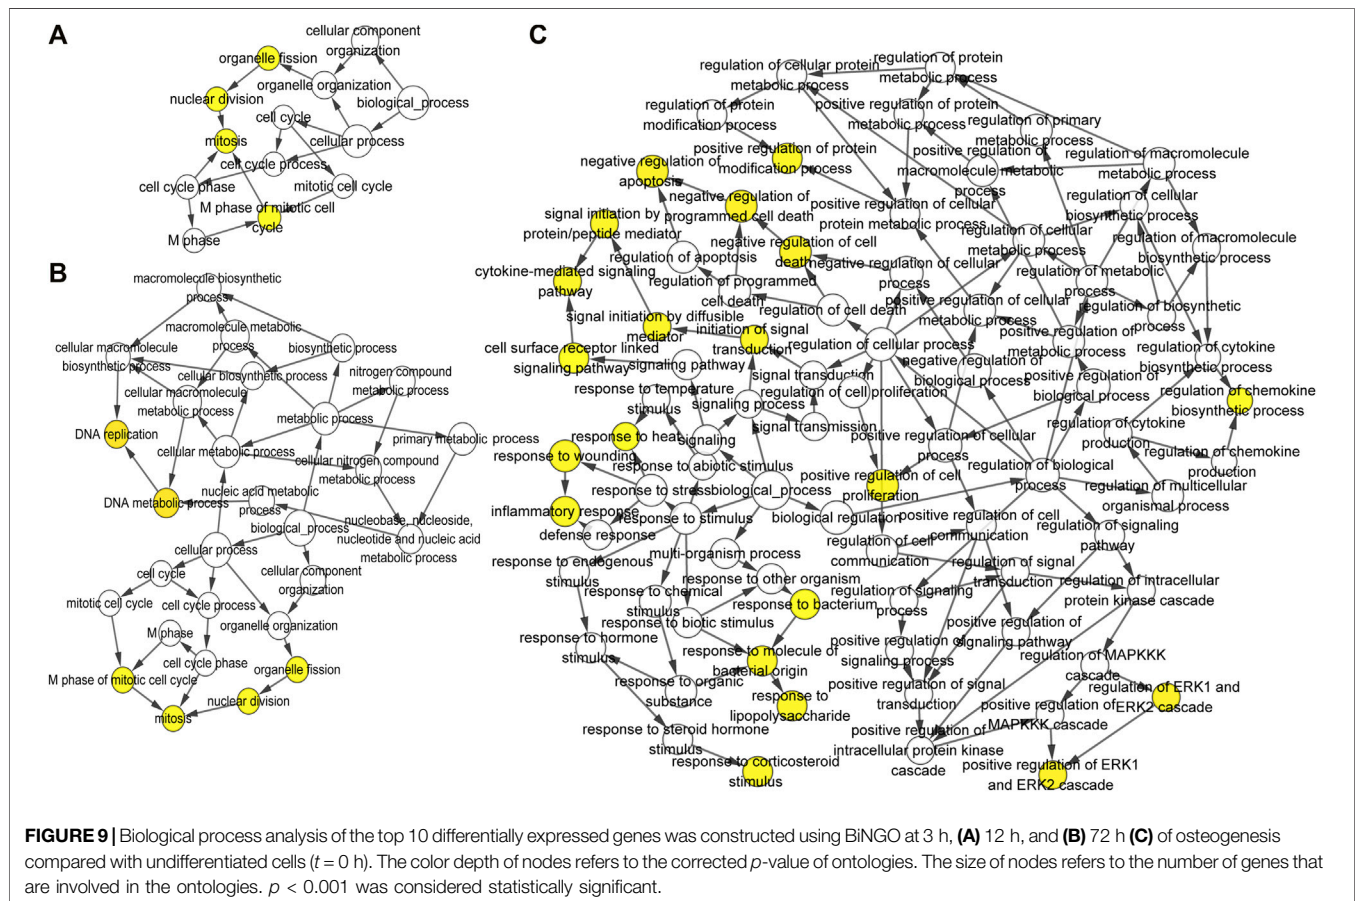 A
cellular component
organization
organelle fission
organelle organization
nuclear division
biological_process
cell cycle
mitosis
cellular process
cell cycle process
cell cycle phase
mitotic cell cycle
M phase of mitotic cell
cycle
M phase
B
macromolecule biosynthetic
process
macromolecule metabolic
process
cellular macromolecule
biosynthetic process
biosynthetic process
cellular biosynthetic process
nitrogen compound
metabolic process
cellular macromolecule
metabolic process
metabolic process
DNA replication
primary metabolic process
cellular metabolic process
cellular nitrogen compound
metabolic process
nucleic acid metabolic
process
DNA metabolic process
biological_process
nucleobase, nucleoside,
nucleotide and nucleic acid
metabolic process
cellular process
cell cycle
cellular component
organization
mitotic cell cycle
cell cycle process
organelle organization
M phase
cell cycle phase
organelle fission
M phase of mitotic cell cycle
nuclear division
mitosis
C
regulation of cellular protein
metabolic process
regulation of protein
metabolic process
regulation of protein
modification process
positive regulation of protein
metabolic process
regulation of primary
metabolic process
positive regulation of protein
modification process
positive regulation of
macromolecule metabolic
process
regulation of macromolecule
metabolic process
negative regulation of
apoptosis
negative regulation of
programmed cell death
positive regulation of cellular
protein metabolic process
regulation of cellular
biosynthetic process
signal initiation by
protein/peptide mediator
regulation of cellular
metabolic process
regulation of macromolecule
biosynthetic process
negative regulation of cell
death
regulation of apoptosis
negative regulation of cellular
process
regulation of metabolic
process
cytokine-mediated signaling
pathway
regulation of programmed
cell death
positive regulation of cellular
metabolic process
regulation of biosynthetic
process
signal initiation by diffusible
mediator
regulation of cell death
initiation of signal
transduction
regulation of cellular process
positive regulation of
metabolic process
regulation of cytokine
biosynthetic process
cell surface receptor linked
signaling pathway
signaling pathway
signal transduction
negative regulation of
biological process
positive regulation of
biological process
regulation of chemokine
biosynthetic process
response to temperature
stimulus
signaling process
regulation of cell proliferation
signal transmission
regulation of cytokine
production
response to heat
signaling
positive regulation of cellular
process
regulation of chemokine
production
response to wounding
response to abiotic stimulus
positive regulation of cell
proliferation
regulation of biological
process
response to stress
biological_process
regulation of multicellular
organismal process
inflammatory response
response to stimulus
biological regulation
positive regulation of cell
communication
regulation of signaling
pathway
defense response
regulation of cell
communication
multi-organism process
response to endogenous
stimulus
response to other organism
regulation of signal
transduction
regulation of intracellular
protein kinase cascade
response to chemical
stimulus
response to bacterium
regulation of signaling
process
response to biotic stimulus
positive regulation of
signaling pathway
response to hormone
stimulus
response to molecule of
bacterial origin
positive regulation of
signaling process
regulation of MAPKKK
cascade
response to organic
substance
response to
lipopolysaccharide
positive regulation of signal
transduction
regulation of ERK1 and
ERK2 cascade
positive regulation of
MAPKKK cascade
response to steroid hormone
stimulus
positive regulation of
intracellular protein kinase
cascade
response to corticosteroid
stimulus
positive regulation of ERK1
and ERK2 cascade
FIGURE 9 | Biological process analysis of the top 10 differentially expressed genes was constructed using BiNGO at 3 h, (A) 12 h, and (B) 72 h (C) of osteogenesis
compared with undifferentiated cells (t = 0 h). The color depth of nodes refers to the corrected p-value of ontologies. The size of nodes refers to the number of genes that
are involved in the ontologies. p < 0.001 was considered statistically significant.